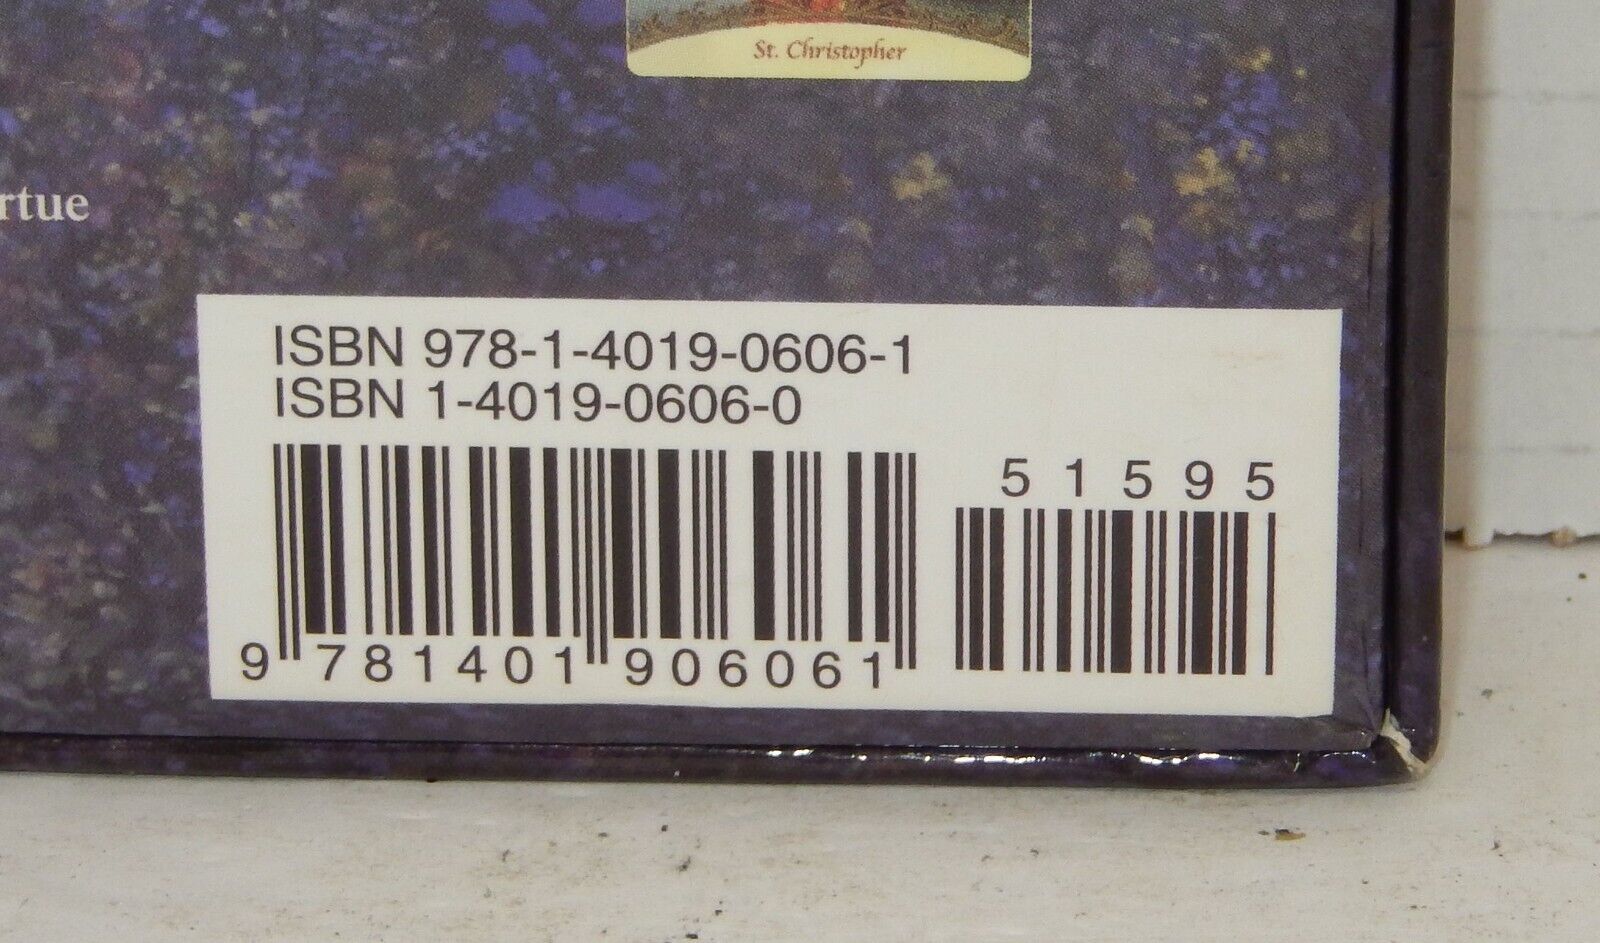 St. Christopher
rtue
ISBN 978-1-4019-0606-1
ISBN 1-4019-0606-0
51595
9 781401 906061